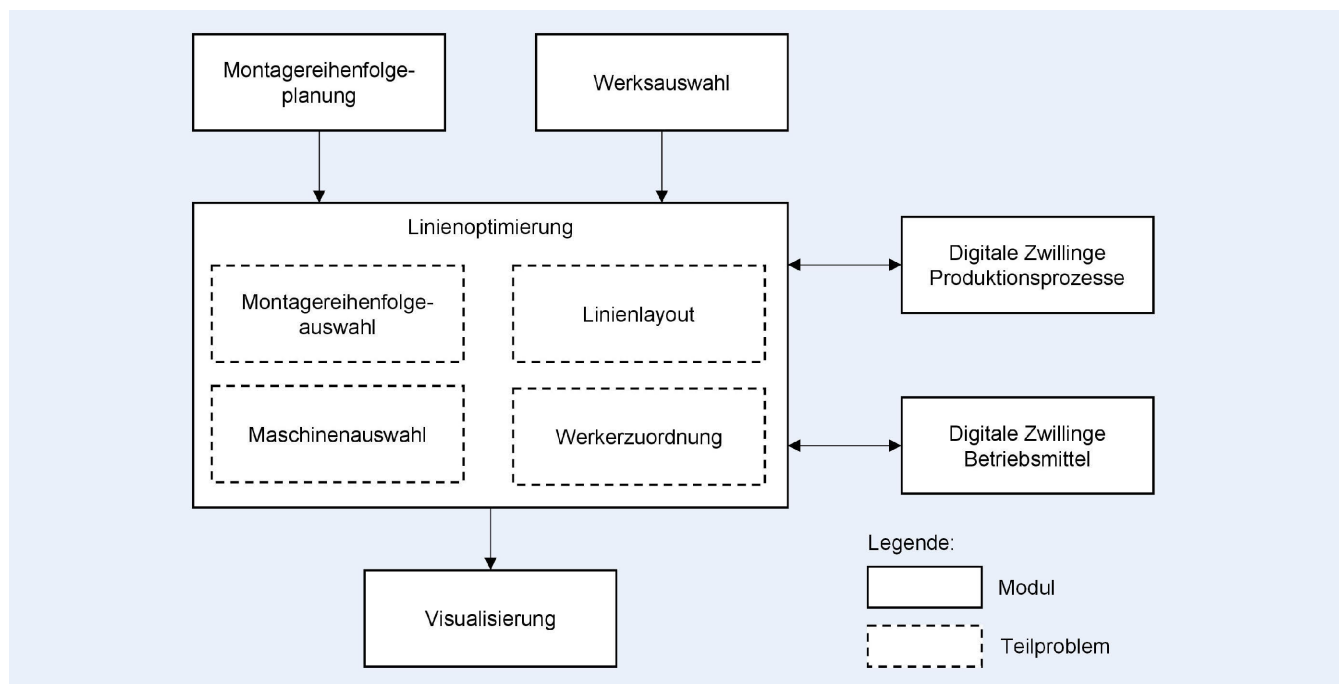 Montagereihenfolge-
planung
Werksauswahl
Linienoptimierung
Montagereihenfolge-
auswahl
Linienlayout
Maschinenauswahl
Werkerzuordnung
Digitale Zwillinge
Produktionsprozesse
Digitale Zwillinge
Betriebsmittel
Visualisierung
Legende:
Modul
Teilproblem